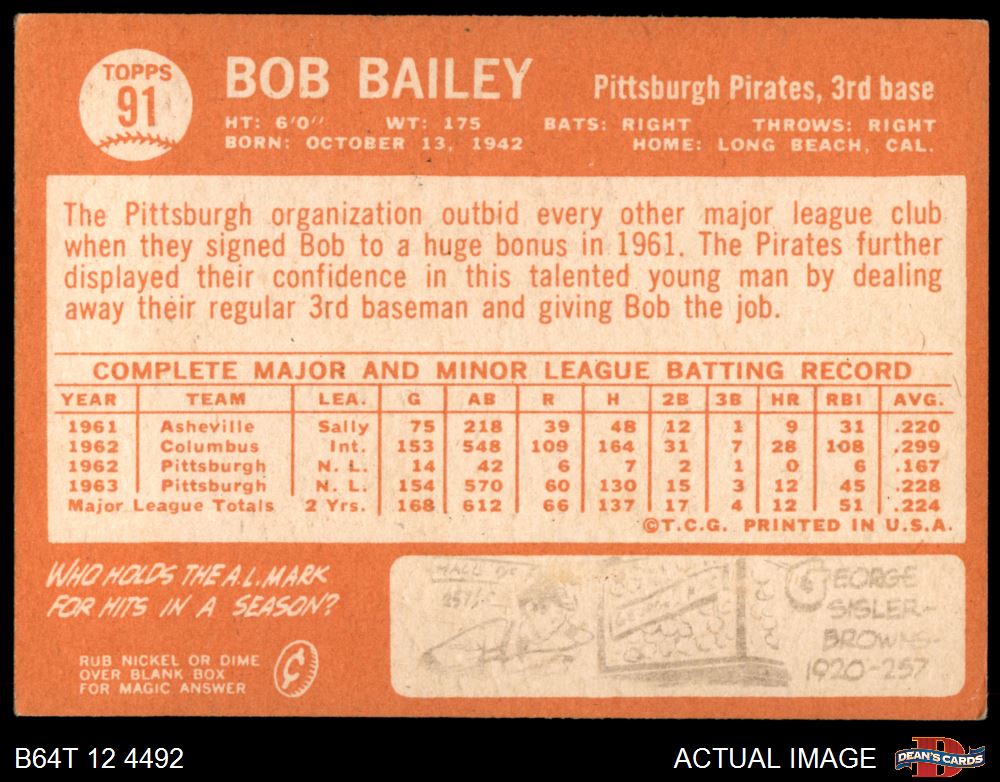 TOPPS
91
BOB BAILEY
Pittsburgh Pirates, 3rd base
HT: 6'0" WT: 175 BATS: RIGHT THROWS: RIGHT
BORN: OCTOBER 13, 1942 HOME: LONG BEACH, CAL.
The Pittsburgh organization outbid every other major league club
when they signed Bob to a huge bonus in 1961. The Pirates further
displayed their confidence in this talented young man by dealing
away their regular 3rd baseman and giving Bob the job.
COMPLETE MAJOR AND MINOR LEAGUE BATTING RECORD
YEAR TEAM LEA. G AB R H 2B 3B HR RBI AVG.
1961 Asheville Sally 75 218 39 48 12 1 9 31 .220
1962 Columbus Int. 153 548 109 164 31 7 28 108 .299
1962 Pittsburgh N. L. 14 42 6 7 2 1 0 6 .167
1963 Pittsburgh N. L. 154 570 60 130 15 3 12 45 .228
Major League Totals 2 Yrs. 168 612 66 137 17 4 12 51 .224
©T.C.G. PRINTED IN U.S.A.
WHO HOLDS THE A.L. MARK
FOR HITS IN A SEASON?
RUB NICKEL OR DIME
OVER BLANK BOX
FOR MAGIC ANSWER
¢
GEORGE
SISLER-
BROWNS-
1920-257
B64T 12 4492
ACTUAL IMAGE
D
DEAN'S CARDS